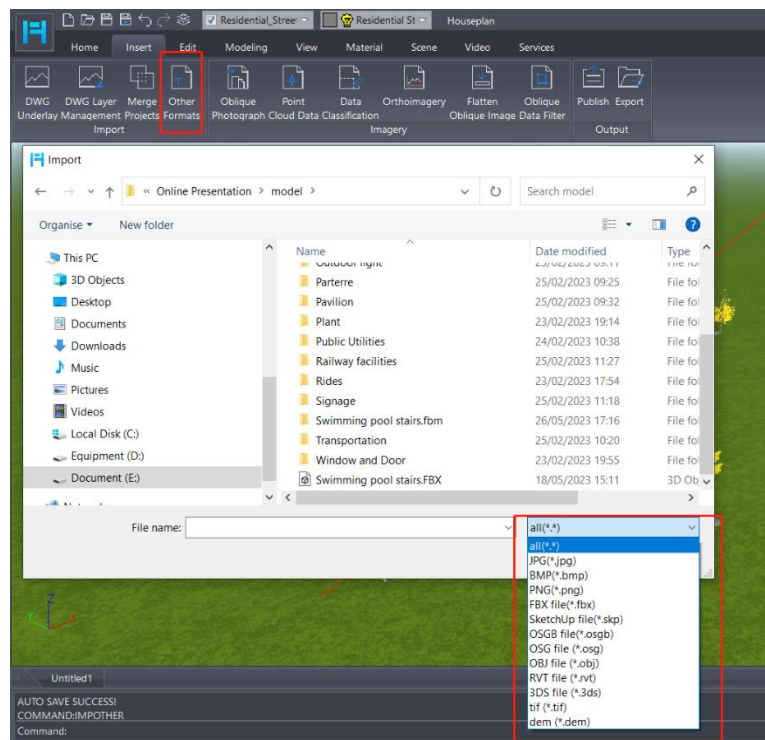 Residential_Street Residential St Houseplan
Home Insert Edit Modeling View Material Scene Video Services
DWG DWG Layer Merge Other Oblique Point Data Orthoimagery Flatten Oblique Publish Export
Underlay Management Projects Formats Photograph Cloud Data Classification Oblique Image Data Filter
Import Imagery Output
Import
« Online Presentation > model > Search model
Organise New folder
Name Date modified Type
This PC
3D Objects
Desktop
Documents
Downloads
Music
Pictures
Videos
Local Disk (C:)
Equipment (D:)
Document (E:)
Parterre 25/02/2023 09:25 File fol
Pavilion 25/02/2023 09:32 File fol
Plant 23/02/2023 19:14 File fol
Public Utilities 24/02/2023 10:38 File fol
Railway facilities 25/02/2023 11:27 File fol
Rides 23/02/2023 17:54 File fol
Signage 25/02/2023 11:18 File fol
Swimming pool stairs.fbm 26/05/2023 17:16 File fol
Transportation 25/02/2023 10:20 File fol
Window and Door 23/02/2023 19:55 File fol
Swimming pool stairs.FBX 18/05/2023 15:11 3D Ob
File name: all(*.*)
all(*.*)
JPG(*.jpg)
BMP(*.bmp)
PNG(*.png)
FBX file(*.fbx)
SketchUp file(*.skp)
OSGB file(*.osgb)
OSG file (*.osg)
OBJ file (*.obj)
RVT file (*.rvt)
3DS file (*.3ds)
tif (*.tif)
dem (*.dem)
Z
Y X
Untitled1
AUTO SAVE SUCCESS!
COMMAND:IMPOTHER
Command: